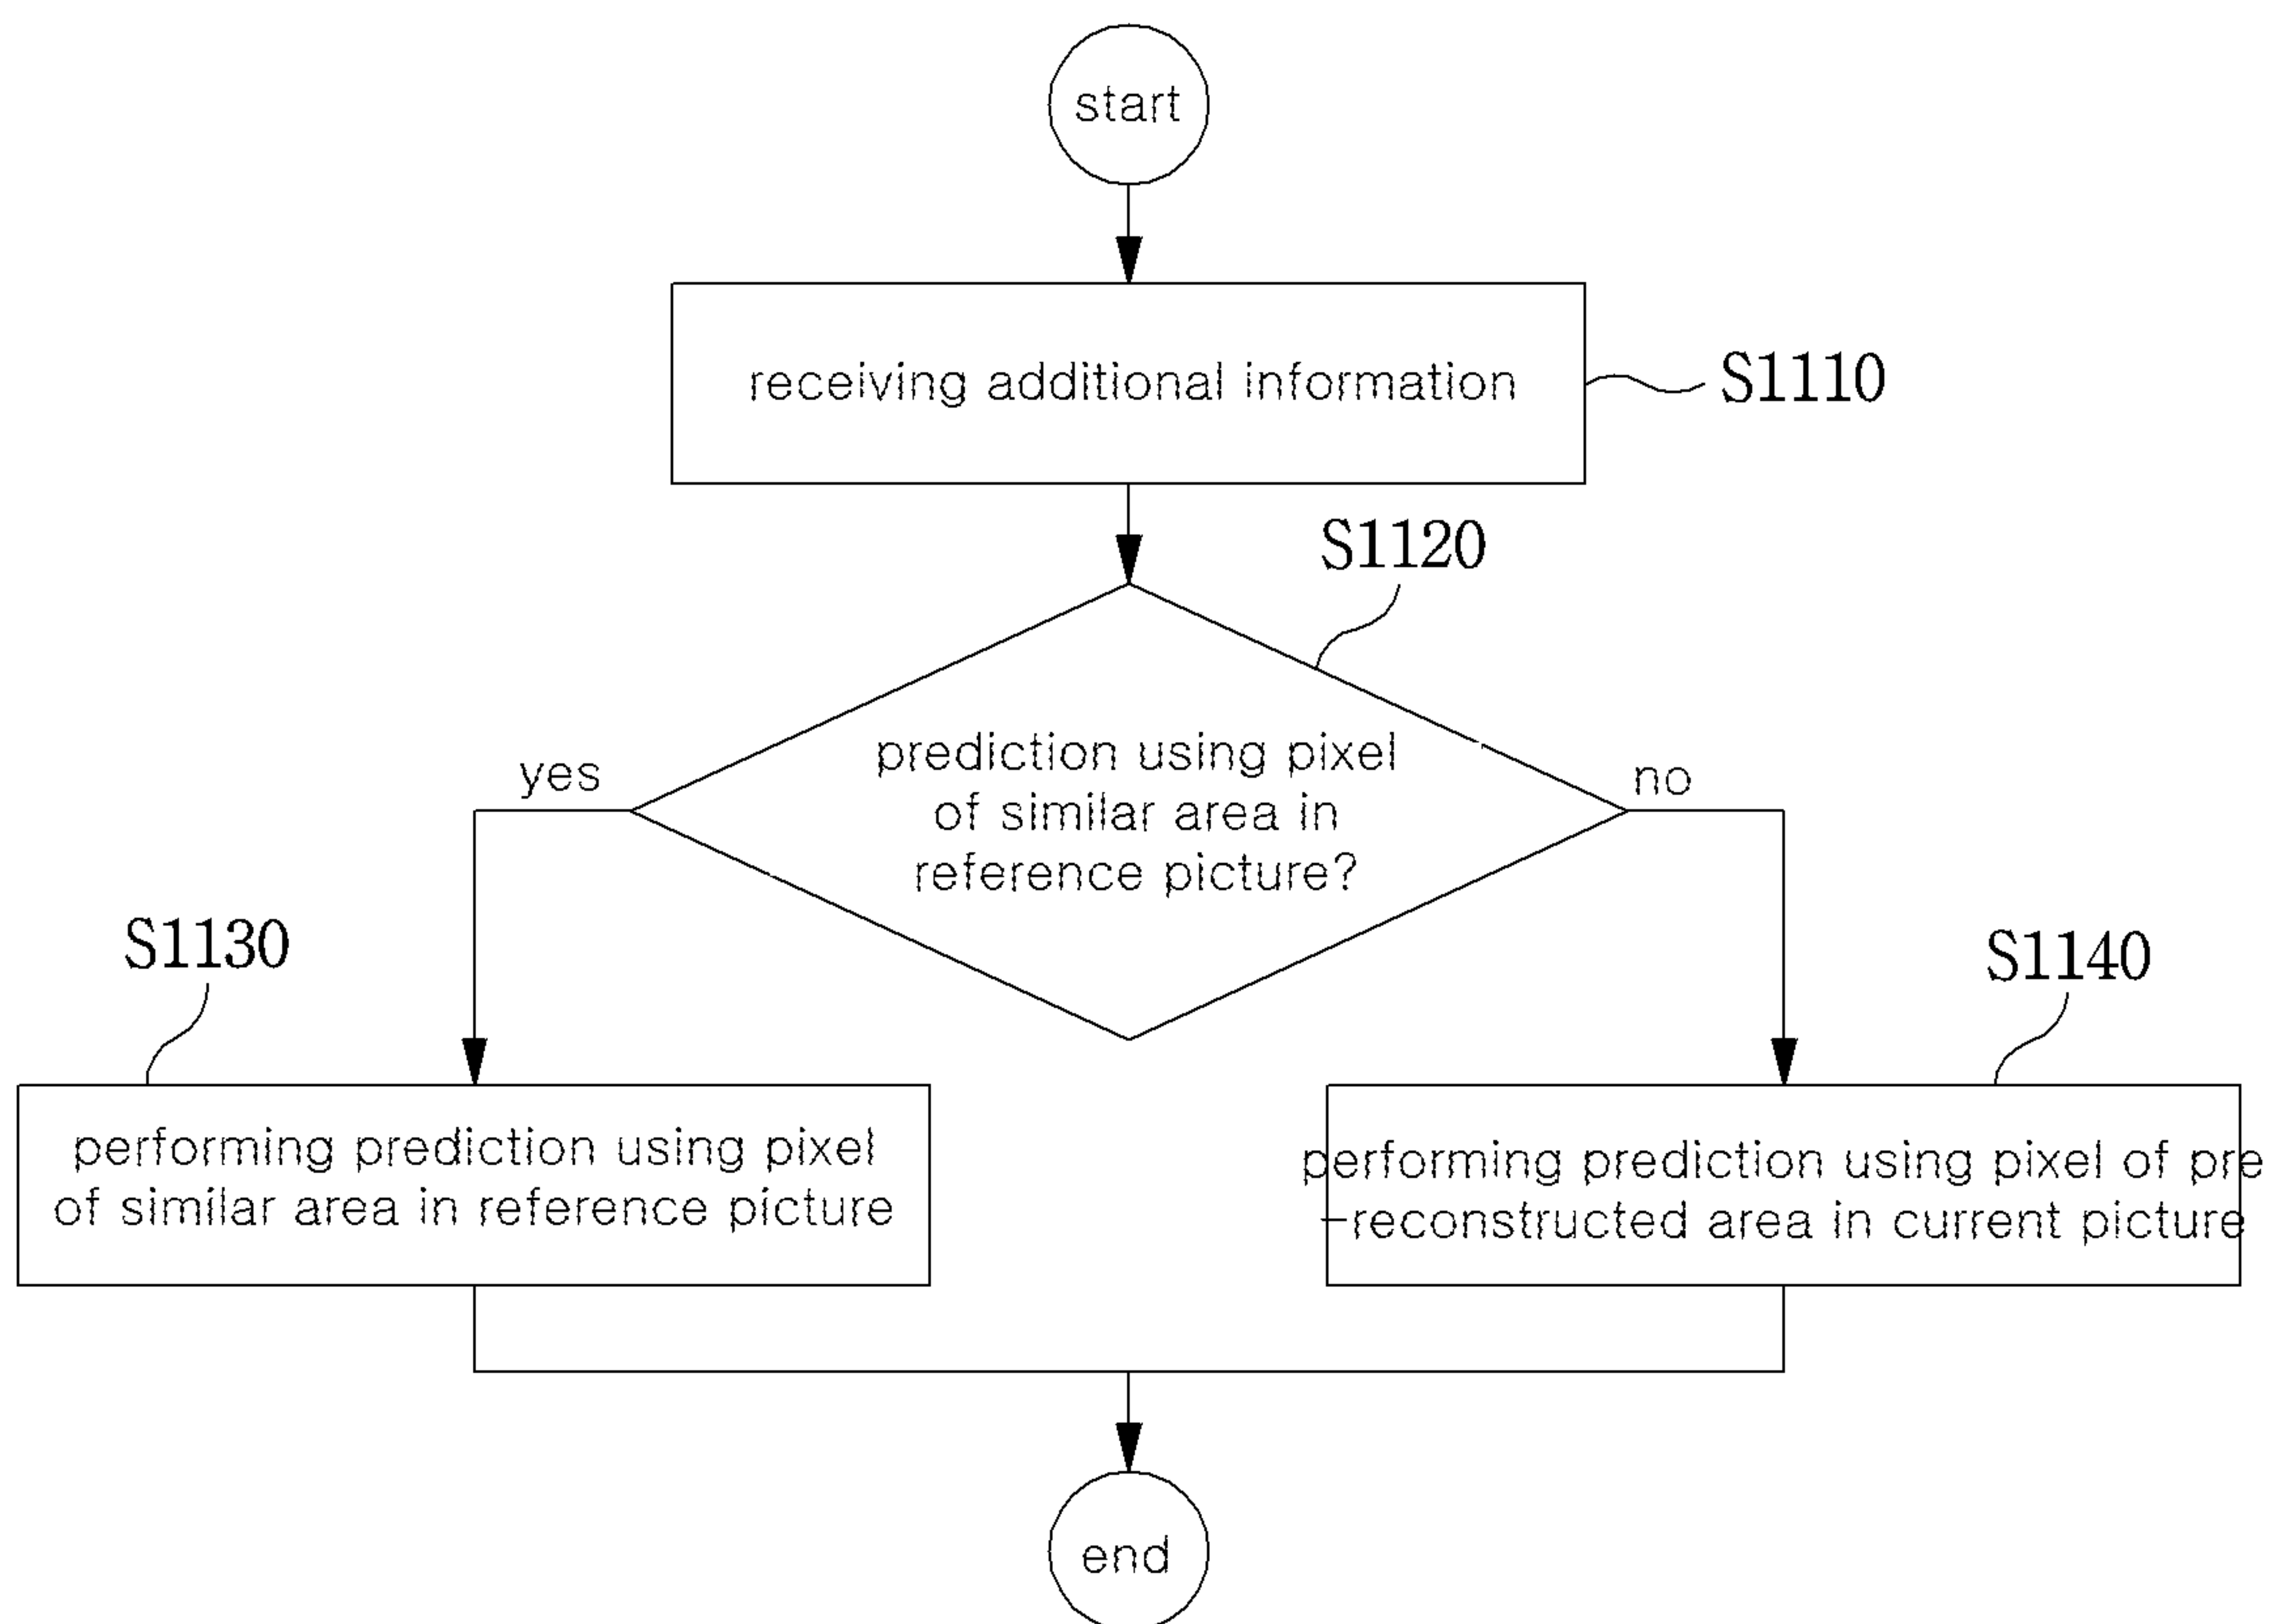 start
receiving additional information
S1110
S1120
prediction using pixel
of similar area in
reference picture?
yes
no
S1130
S1140
performing prediction using pixel
of similar area in reference picture
performing prediction using pixel of pre
-reconstructed area in current picture
end